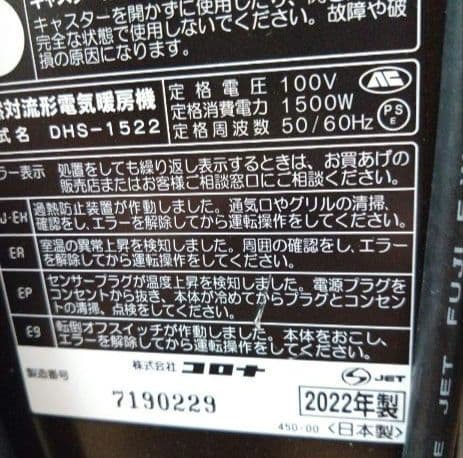 キャスターを開かずに使用したり、
完全な状態で使用しないでください。故障や破
損の原因になります。
対流形電気暖房機
式名 DHS-1522
定格電圧 100V
定格消費電力 1500W
定格周波数 50/60Hz
PS
E
ラー表示 処置をしても繰り返し表示するときは、お買あげの
販売店またはお客様ご相談窓口にご相談ください。
過熱防止装置が作動しました。通気口やグリルの清掃、
確認をし、エラーを解除してから運転操作をしてください。
室温の異常上昇を検知しました。周囲の確認をし、エラー
を解除してから運転操作をしてください。
EP センサープラグが温度上昇を検知しました。電源プラグを
コンセントから抜き、本体が冷めてからプラグとコンセン
トの清掃、点検をしてください。
E9 転倒オフスイッチが作動しました。本体をおこし、
エラーを解除してから運転操作をしてください。
株式会社 コロナ
JET
製造番号
7190229
2022年製
450-00 〈日本製〉
E JET FUJI E